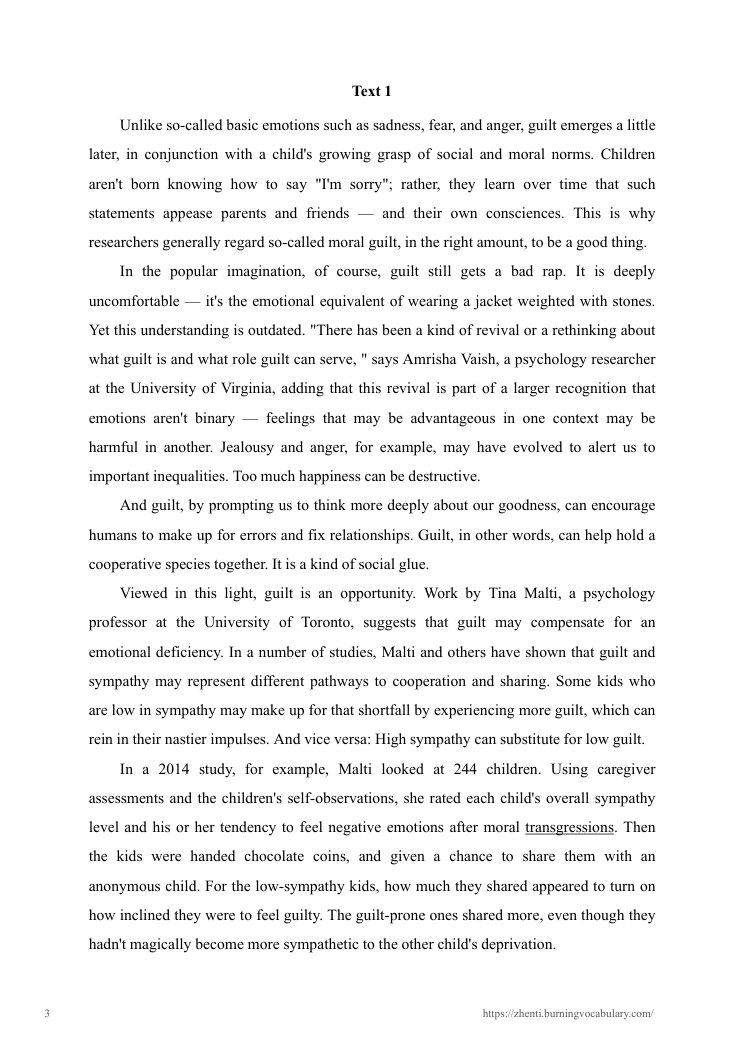 Text 1
Unlike so-called basic emotions such as sadness, fear, and anger, guilt emerges a little
later, in conjunction with a child's growing grasp of social and moral norms. Children
aren't born knowing how to say "I'm sorry"; rather, they learn over time that such
statements appease parents and friends — and their own consciences. This is why
researchers generally regard so-called moral guilt, in the right amount, to be a good thing.
In the popular imagination, of course, guilt still gets a bad rap. It is deeply
uncomfortable — it's the emotional equivalent of wearing a jacket weighted with stones.
Yet this understanding is outdated. "There has been a kind of revival or a rethinking about
what guilt is and what role guilt can serve, " says Amrisha Vaish, a psychology researcher
at the University of Virginia, adding that this revival is part of a larger recognition that
emotions aren't binary — feelings that may be advantageous in one context may be
harmful in another. Jealousy and anger, for example, may have evolved to alert us to
important inequalities. Too much happiness can be destructive.
And guilt, by prompting us to think more deeply about our goodness, can encourage
humans to make up for errors and fix relationships. Guilt, in other words, can help hold a
cooperative species together. It is a kind of social glue.
Viewed in this light, guilt is an opportunity. Work by Tina Malti, a psychology
professor at the University of Toronto, suggests that guilt may compensate for an
emotional deficiency. In a number of studies, Malti and others have shown that guilt and
sympathy may represent different pathways to cooperation and sharing. Some kids who
are low in sympathy may make up for that shortfall by experiencing more guilt, which can
rein in their nastier impulses. And vice versa: High sympathy can substitute for low guilt.
In a 2014 study, for example, Malti looked at 244 children. Using caregiver
assessments and the children's self-observations, she rated each child's overall sympathy
level and his or her tendency to feel negative emotions after moral transgressions. Then
the kids were handed chocolate coins, and given a chance to share them with an
anonymous child. For the low-sympathy kids, how much they shared appeared to turn on
how inclined they were to feel guilty. The guilt-prone ones shared more, even though they
hadn't magically become more sympathetic to the other child's deprivation.
3
https://zhenti.burningvocabulary.com/